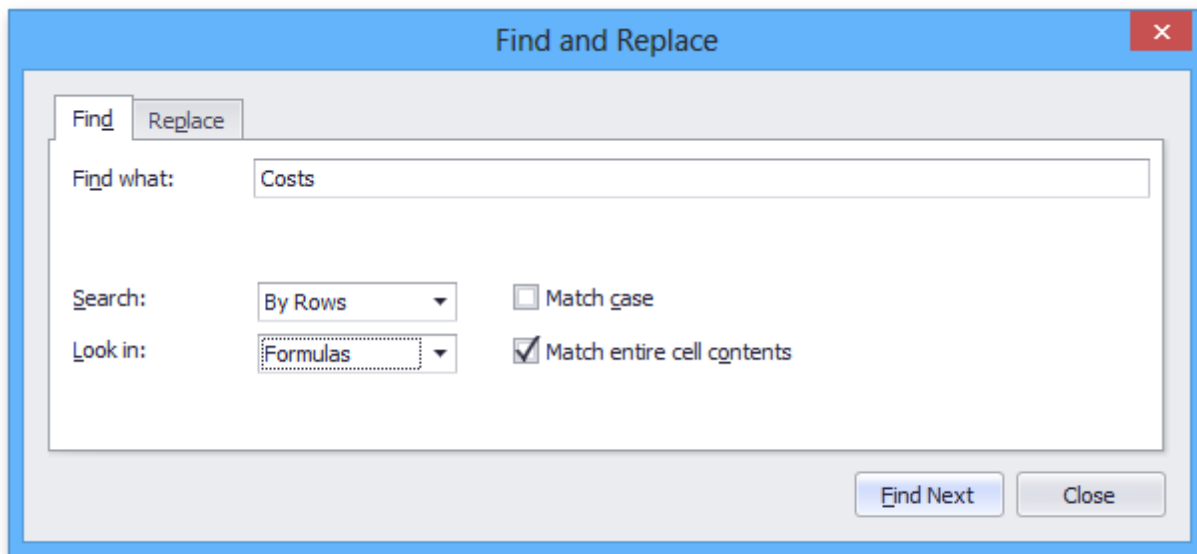 Find and Replace
Find Replace
Find what: Costs
Search: By Rows Match case
Look in: Formulas Match entire cell contents
Find Next Close